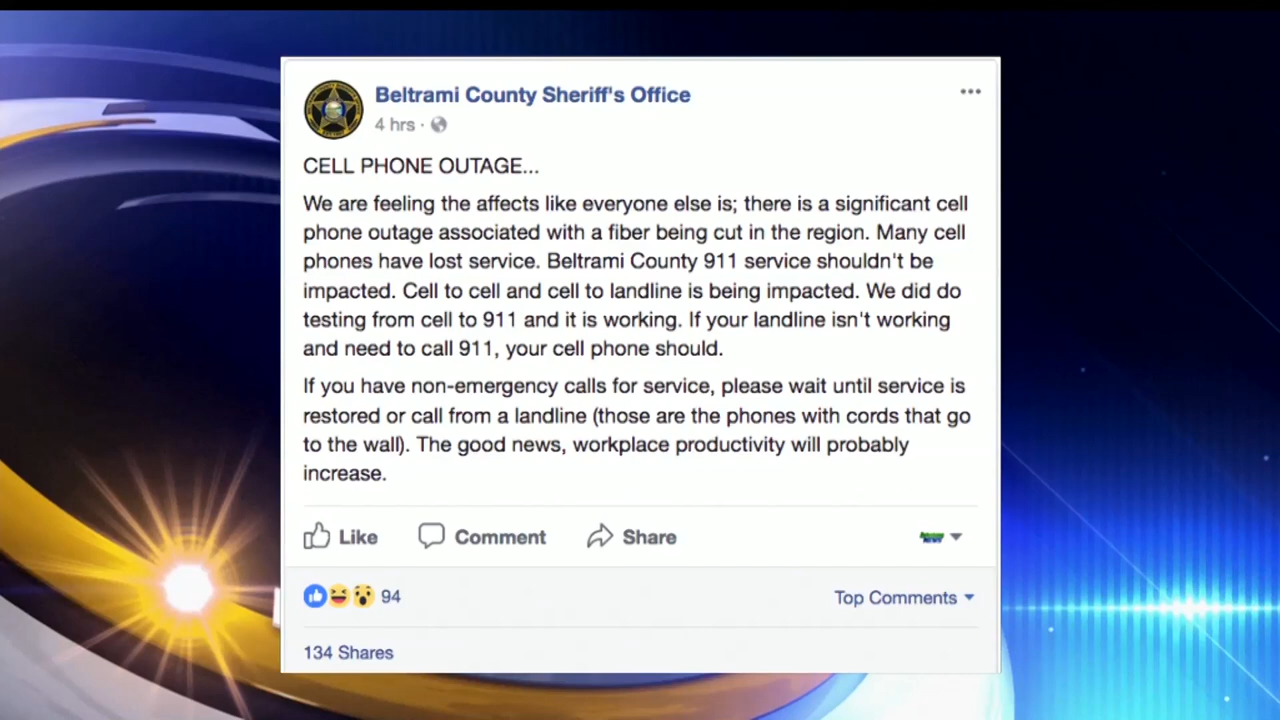 Beltrami County Sheriff's Office
4 hrs ·
CELL PHONE OUTAGE...
We are feeling the affects like everyone else is; there is a significant cell
phone outage associated with a fiber being cut in the region. Many cell
phones have lost service. Beltrami County 911 service shouldn't be
impacted. Cell to cell and cell to landline is being impacted. We did do
testing from cell to 911 and it is working. If your landline isn't working
and need to call 911, your cell phone should.
If you have non-emergency calls for service, please wait until service is
restored or call from a landline (those are the phones with cords that go
to the wall). The good news, workplace productivity will probably
increase.
Like Comment Share
94 Top Comments
134 Shares